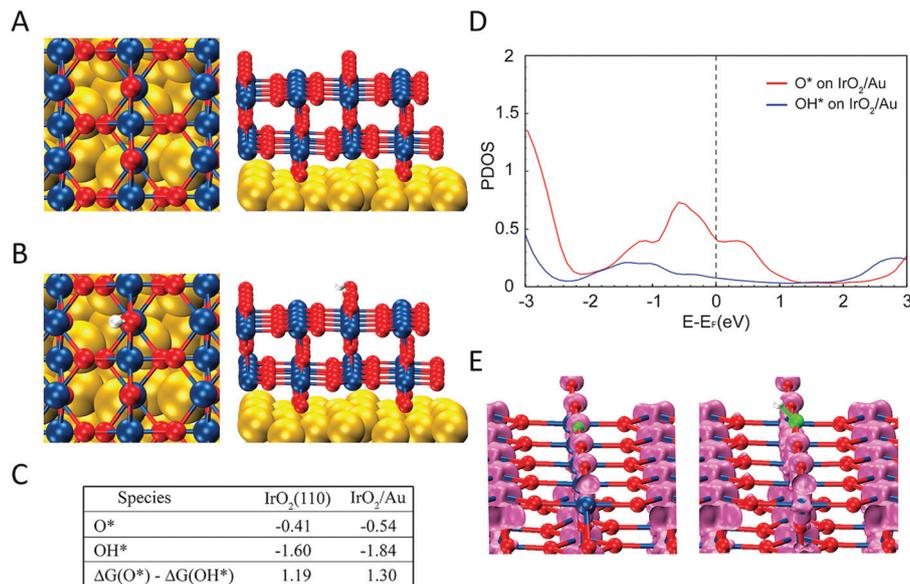 A
B
C
Species IrO₂(110) IrO₂/Au
O* -0.41 -0.54
OH* -1.60 -1.84
ΔG(O*) - ΔG(OH*) 1.19 1.30
D
2
1.5
1
0.5
0
PDOS
O* on IrO₂/Au
OH* on IrO₂/Au
-3 -2 -1 0 1 2 3
E-E_F(eV)
E